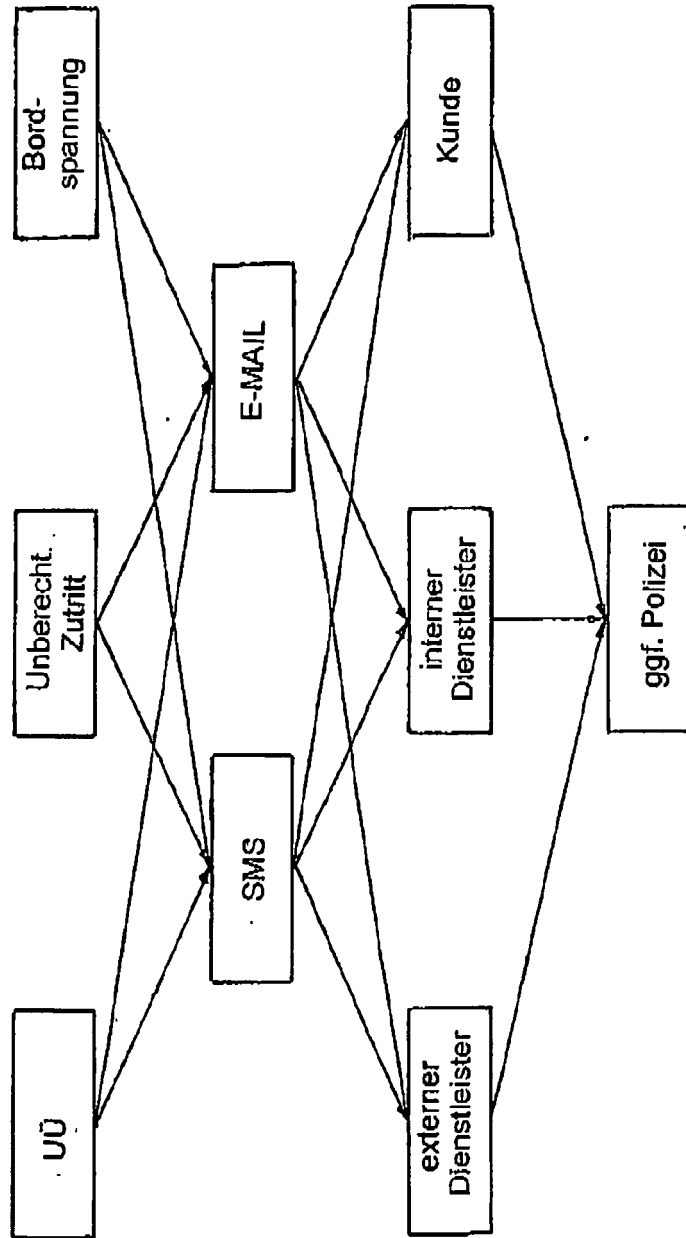 UÜ
Unberecht.
Zutritt
Bord-
spannung
SMS
E-MAIL
externer
Dienstleister
interner
Dienstleister
Kunde
ggf. Polizei